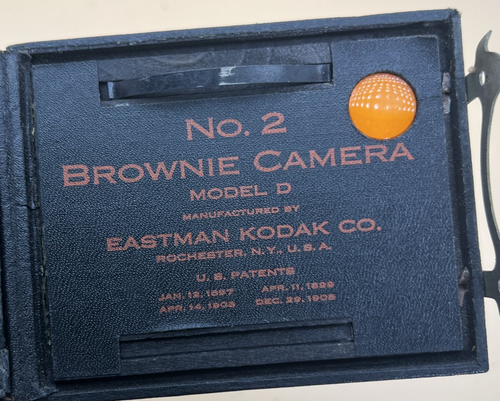 No. 2
BROWNIE CAMERA
MODEL D
MANUFACTURED BY
EASTMAN KODAK CO.
ROCHESTER, N.Y., U.S.A.
U.S. PATENTS
JAN. 12, 1897 APR. 11, 1899
APR. 14, 1903 DEC. 29, 1908